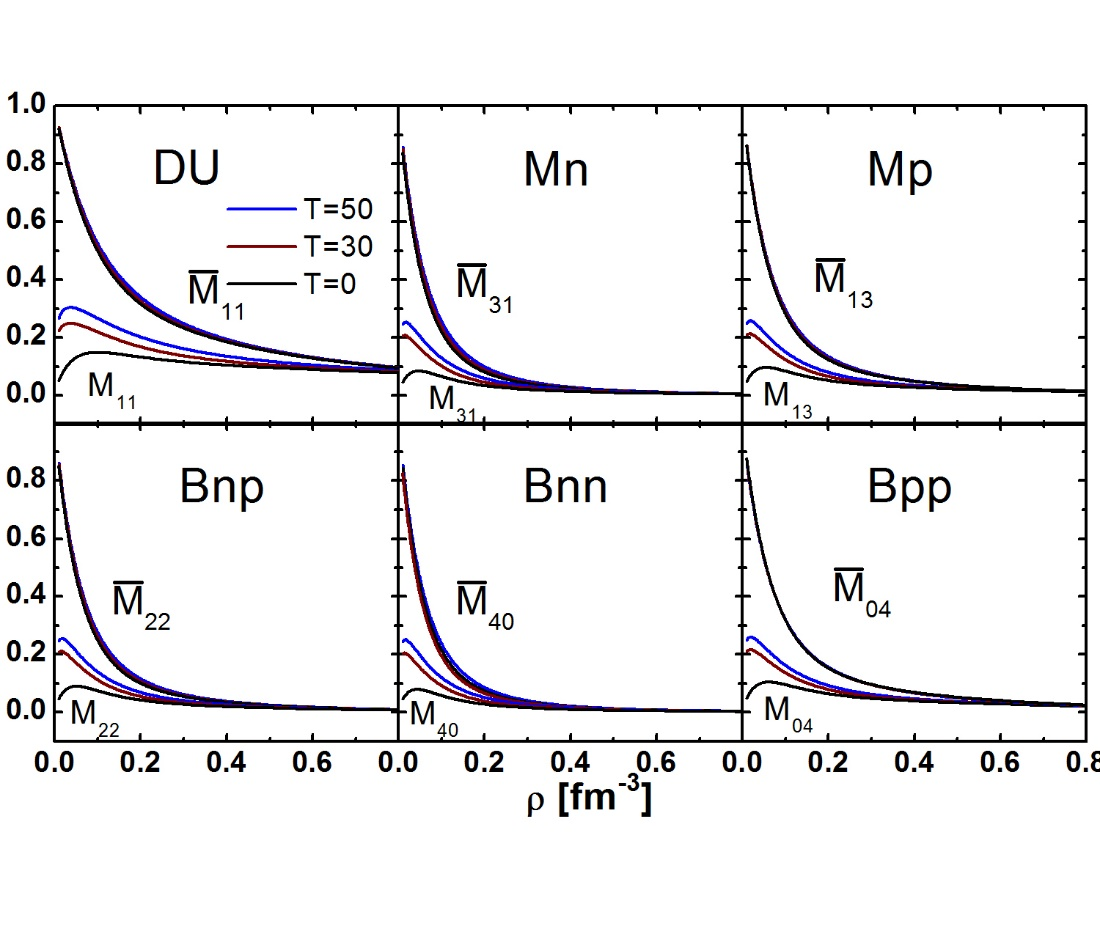 1.0
0.8
0.6
0.4
0.2
0.0
DU
T=50
T=30
T=0
M̅₁₁
M₁₁
Mn
M̅₃₁
M₃₁
Mp
M̅₁₃
M₁₃
0.8
0.6
0.4
0.2
0.0
Bnp
M̅₂₂
M₂₂
Bnn
M̅₄₀
M₄₀
Bpp
M̅₀₄
M₀₄
0.0 0.2 0.4 0.6 0.0 0.2 0.4 0.6 0.0 0.2 0.4 0.6 0.8
ρ [fm⁻³]